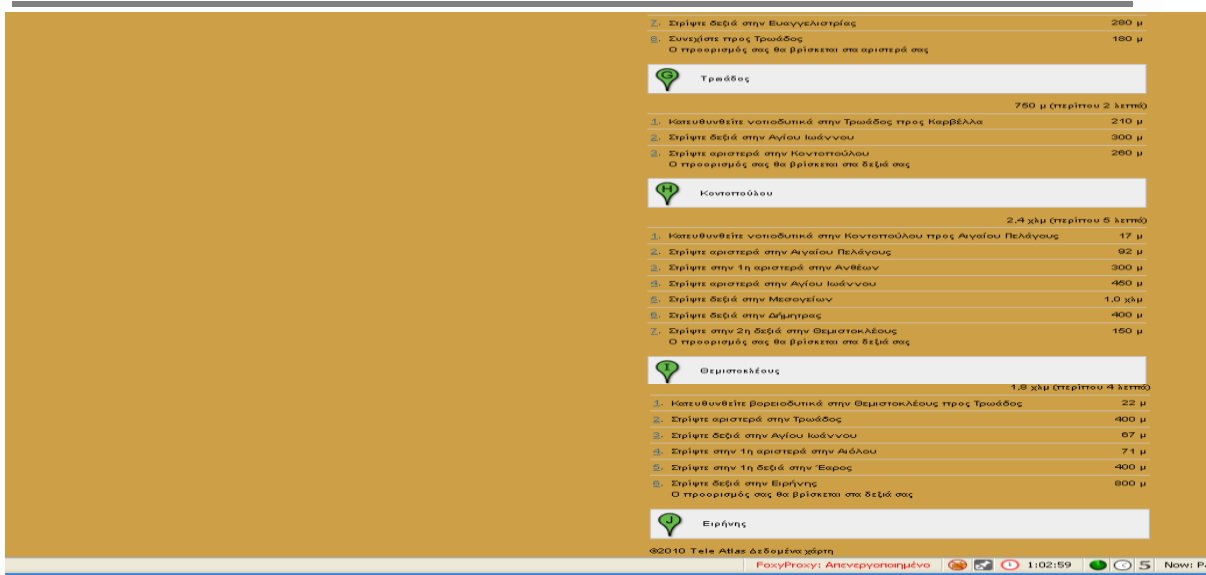 7. Στρίψτε δεξιά στην Ευαγγελιστρίας 280 μ
8. Συνεχίστε προς Τρωάδος 180 μ
Ο προορισμός σας θα βρίσκεται στα αριστερά σας
G Τρωάδος
750 μ (περίπου 2 λεπτά)
1. Κατευθυνθείτε νοτιοδυτικά στην Τρωάδος προς Καρβέλλα 210 μ
2. Στρίψτε δεξιά στην Αγίου Ιωάννου 300 μ
3. Στρίψτε αριστερά στην Κοντοπούλου 260 μ
Ο προορισμός σας θα βρίσκεται στα δεξιά σας
H Κοντοπούλου
2,4 χλμ (περίπου 5 λεπτά)
1. Κατευθυνθείτε νοτιοδυτικά στην Κοντοπούλου προς Αιγαίου Πελάγους 17 μ
2. Στρίψτε αριστερά στην Αιγαίου Πελάγους 92 μ
3. Στρίψτε στην 1η αριστερά στην Ανθέων 300 μ
4. Στρίψτε αριστερά στην Αγίου Ιωάννου 450 μ
5. Στρίψτε δεξιά στην Μεσογείων 1,0 χλμ
6. Στρίψτε δεξιά στην Δήμητρας 400 μ
7. Στρίψτε στην 2η δεξιά στην Θεμιστοκλέους 150 μ
Ο προορισμός σας θα βρίσκεται στα δεξιά σας
I Θεμιστοκλέους
1,8 χλμ (περίπου 4 λεπτά)
1. Κατευθυνθείτε βορειοδυτικά στην Θεμιστοκλέους προς Τρωάδος 22 μ
2. Στρίψτε αριστερά στην Τρωάδος 400 μ
3. Στρίψτε δεξιά στην Αγίου Ιωάννου 67 μ
4. Στρίψτε στην 1η αριστερά στην Αιόλου 71 μ
5. Στρίψτε στην 1η δεξιά στην Έαρος 400 μ
6. Στρίψτε δεξιά στην Ειρήνης 800 μ
Ο προορισμός σας θα βρίσκεται στα δεξιά σας
J Ειρήνης
©2010 Tele Atlas Δεδομένα χάρτη
FoxyProxy: Απενεργοποιημένο 1:02:59 5 Now: P